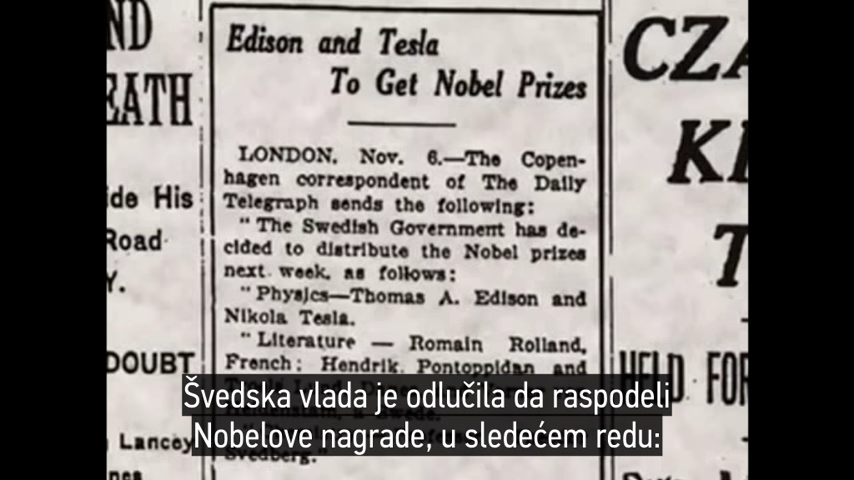 ND
EATH
ide His
Road
Y.
DOUBT
Lancey
Edison and Tesla
To Get Nobel Prizes
LONDON, Nov. 6.—The Copen-
hagen correspondent of The Daily
Telegraph sends the following:
"The Swedish Government has de-
cided to distribute the Nobel prizes
next week, as follows:
"Physics—Thomas A. Edison and
Nikola Tesla.
"Literature — Romain Rolland,
French; Hendrik Pontoppidan and
Svedberg."
CZA
K
T
HELD FOR
Švedska vlada je odlučila da raspodeli
Nobelove nagrade, u sledećem redu: